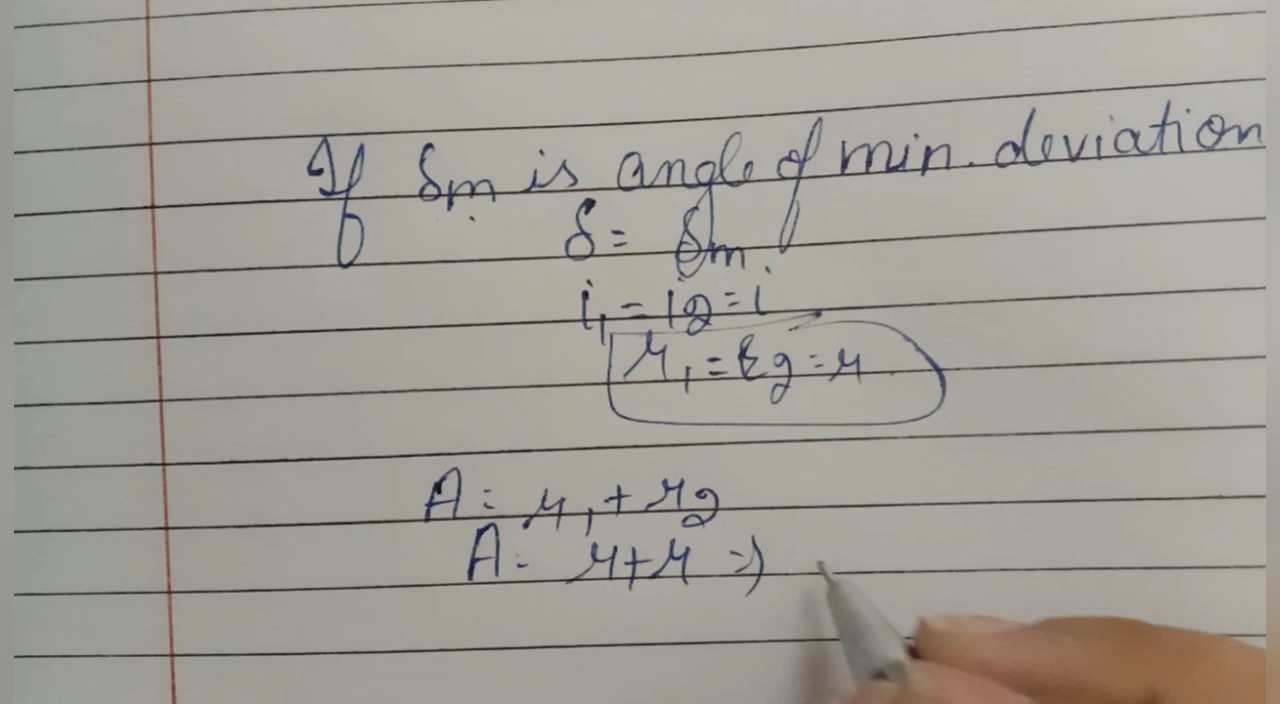 If δm is angle of min. deviation
δ = δm
i₁ = i₂ = i
r₁ = r₂ = r
A = r₁ + r₂
A = r + r ⇒